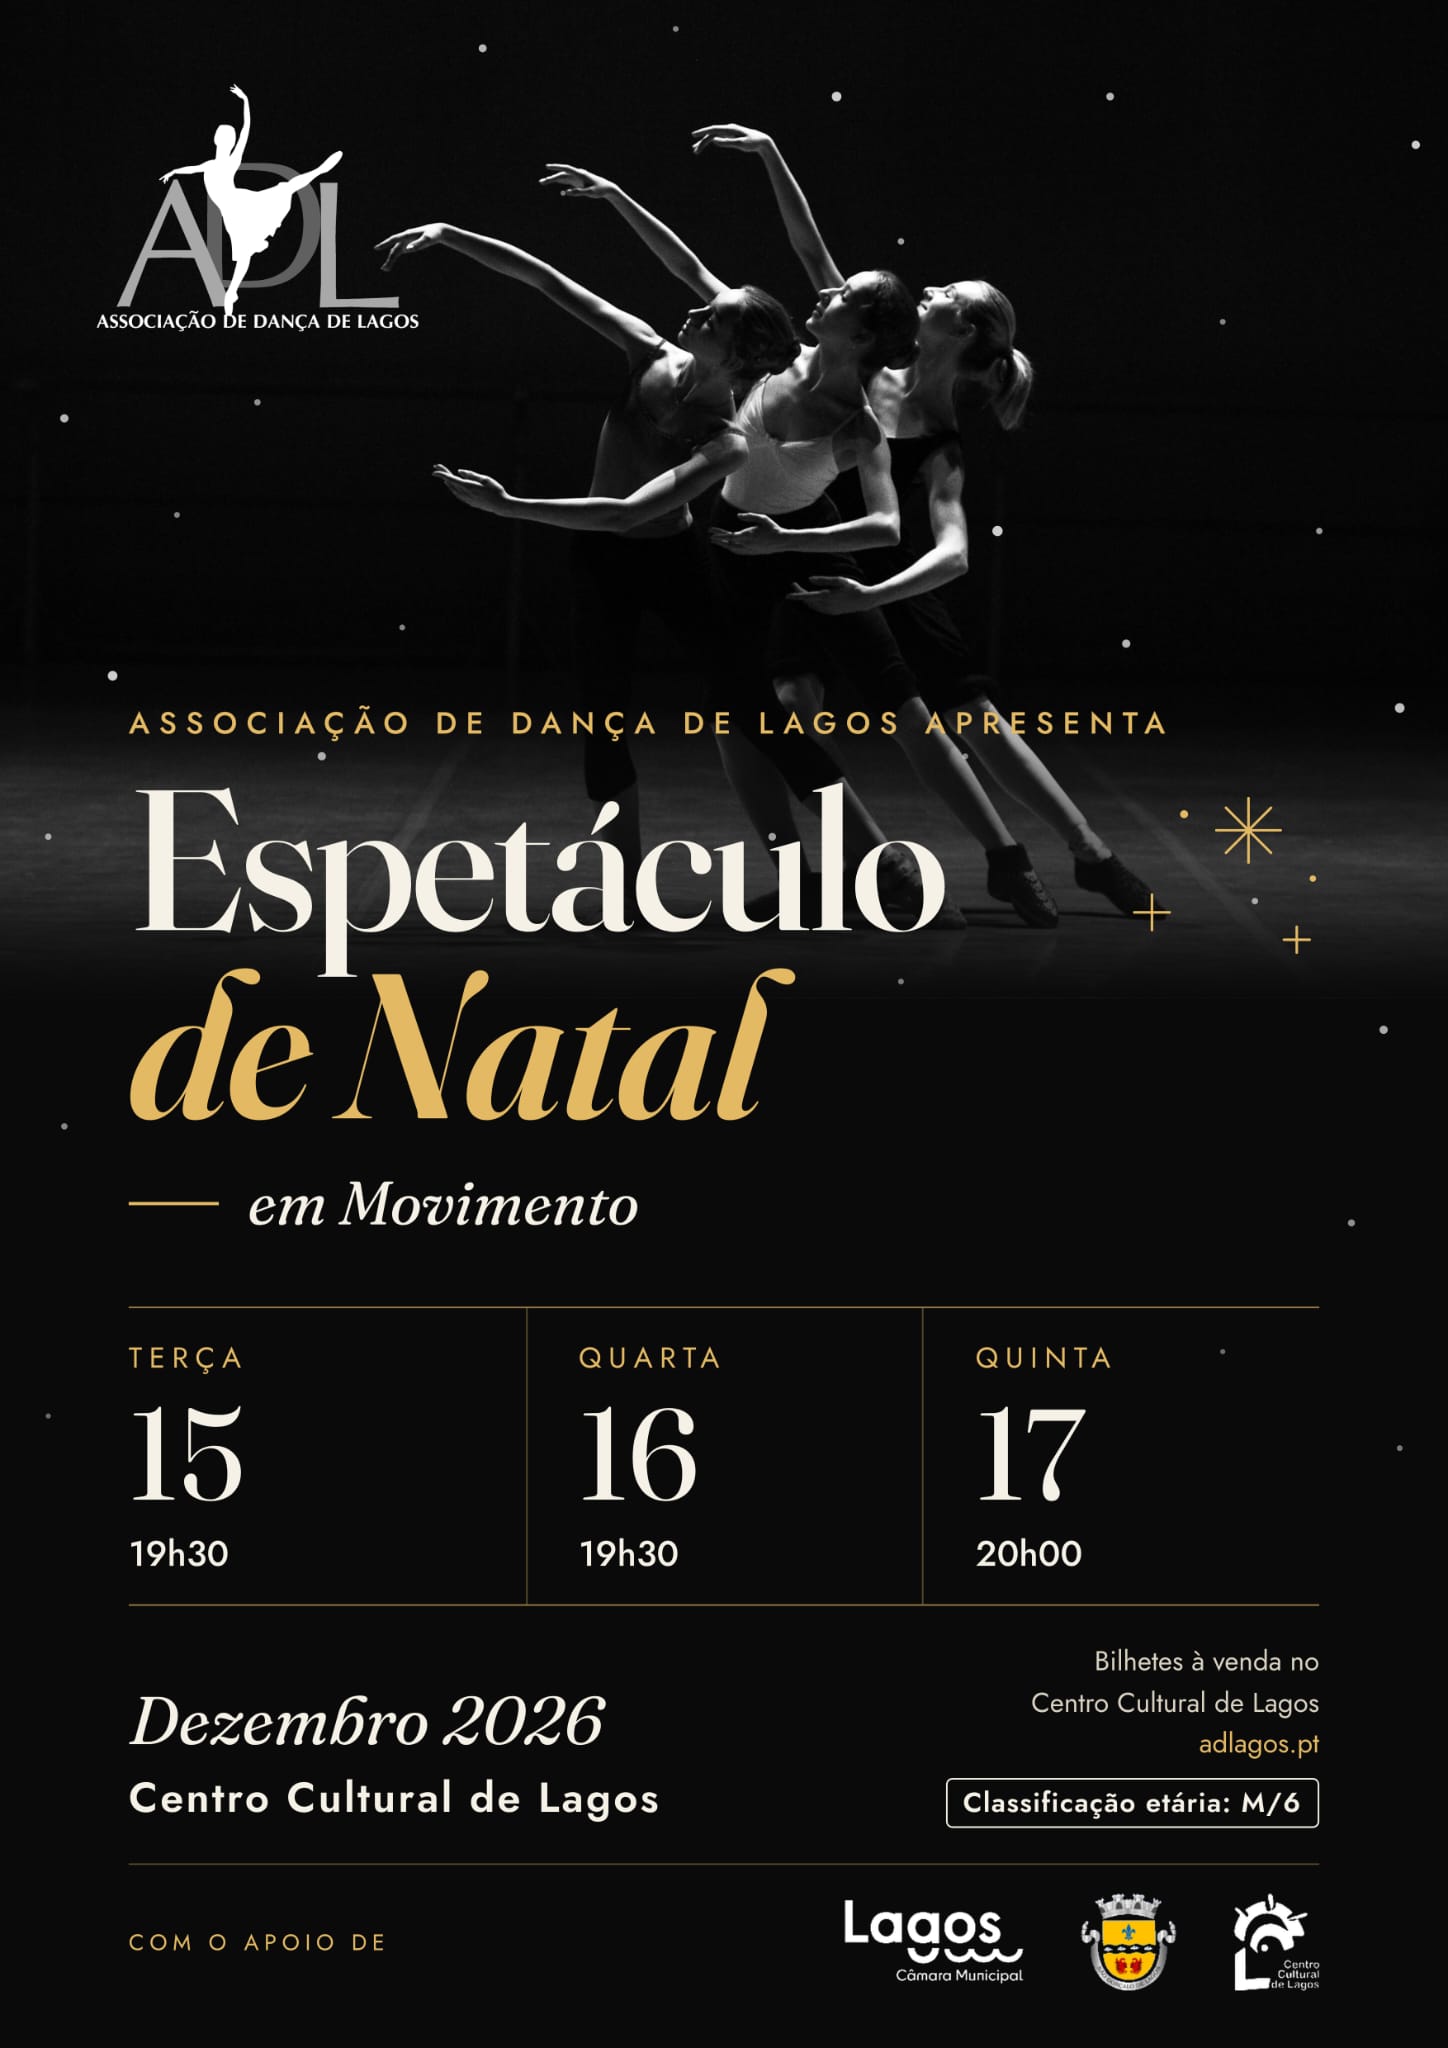 ADL
ASSOCIAÇÃO DE DANÇA DE LAGOS
ASSOCIAÇÃO DE DANÇA DE LAGOS APRESENTA
Espetáculo
de Natal
em Movimento
TERÇA
15
19h30
QUARTA
16
19h30
QUINTA
17
20h00
Dezembro 2026
Centro Cultural de Lagos
Bilhetes à venda no
Centro Cultural de Lagos
adlagos.pt
Classificação etária: M/6
COM O APOIO DE
Lagos
Câmara Municipal
Centro
Cultural
de Lagos